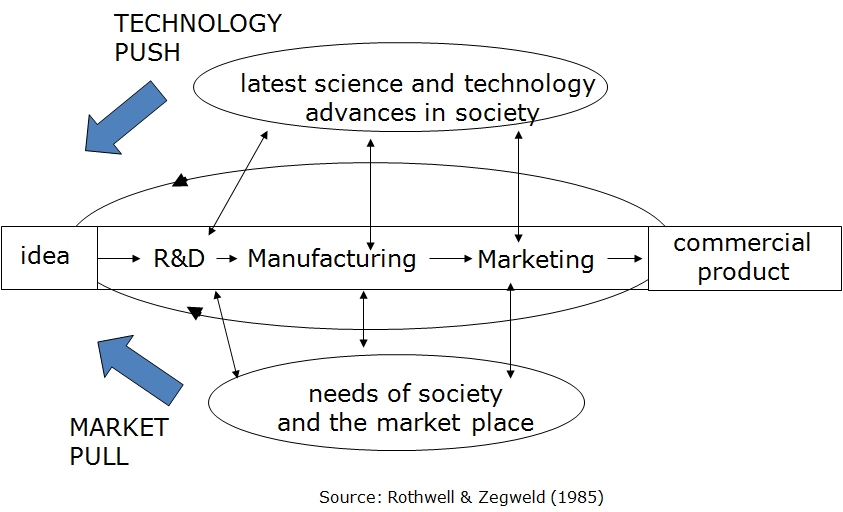 TECHNOLOGY
PUSH
latest science and technology
advances in society
idea
R&D
Manufacturing
Marketing
commercial
product
needs of society
and the market place
MARKET
PULL
Source: Rothwell & Zegweld (1985)